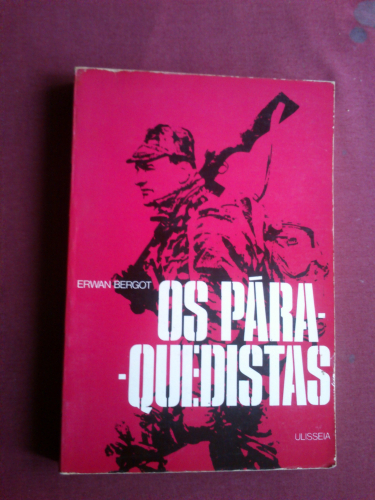 ERWAN BERGOT
OS PÁRA-
-QUEDISTAS
ULISSEIA